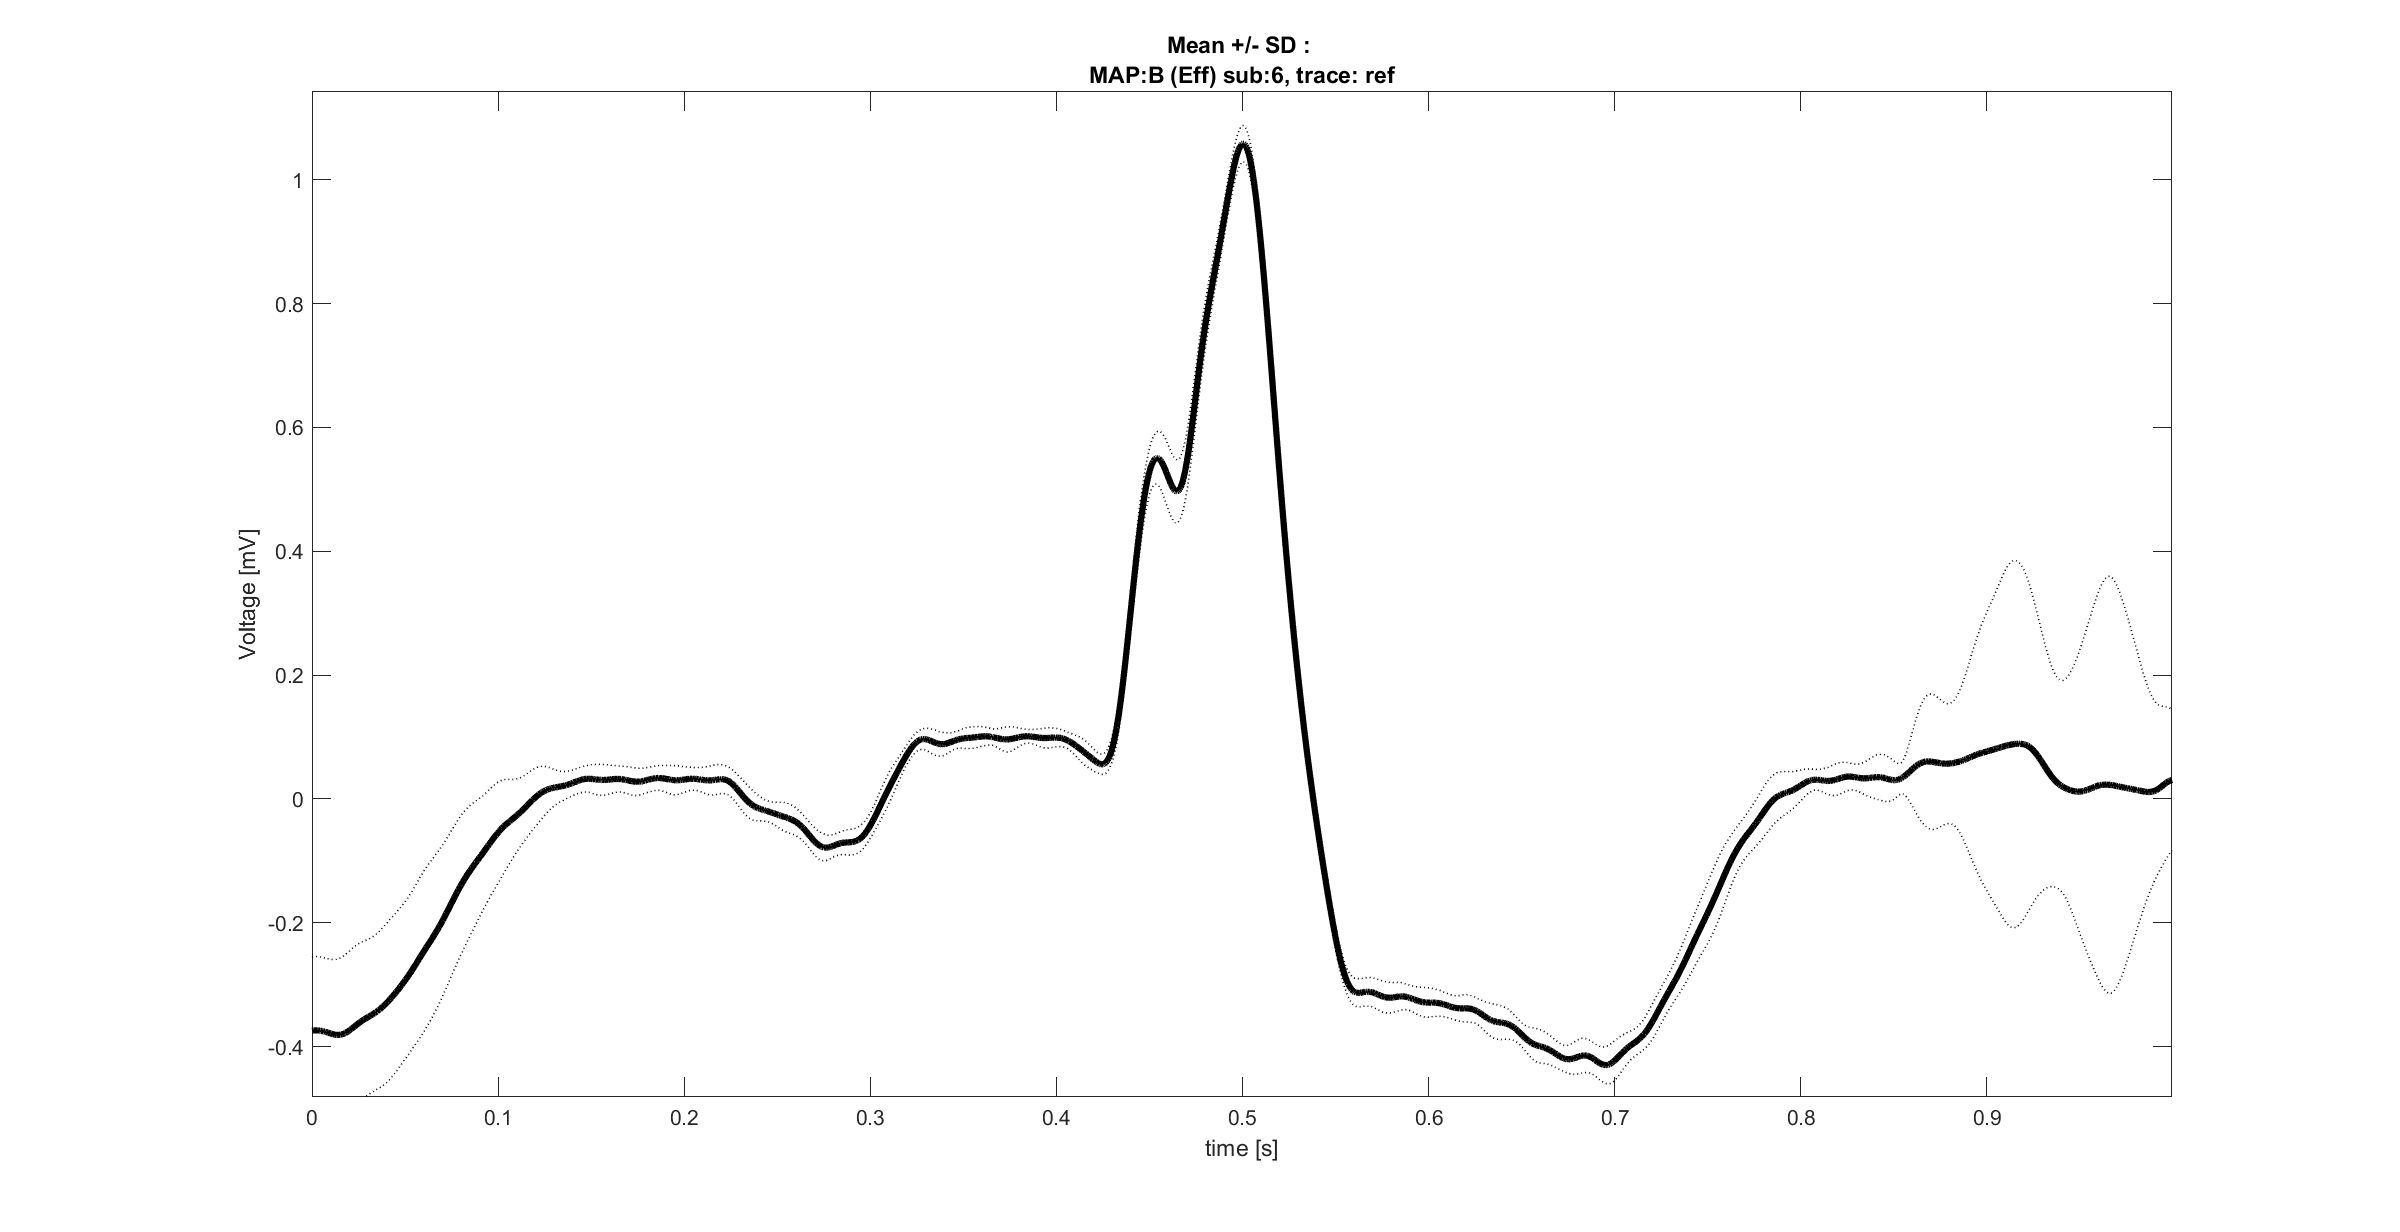 Mean +/- SD :
MAP:B (Eff) sub:6, trace: ref
1
0.8
0.6
0.4
0.2
0
-0.2
-0.4
Voltage [mV]
0 0.1 0.2 0.3 0.4 0.5 0.6 0.7 0.8 0.9
time [s]